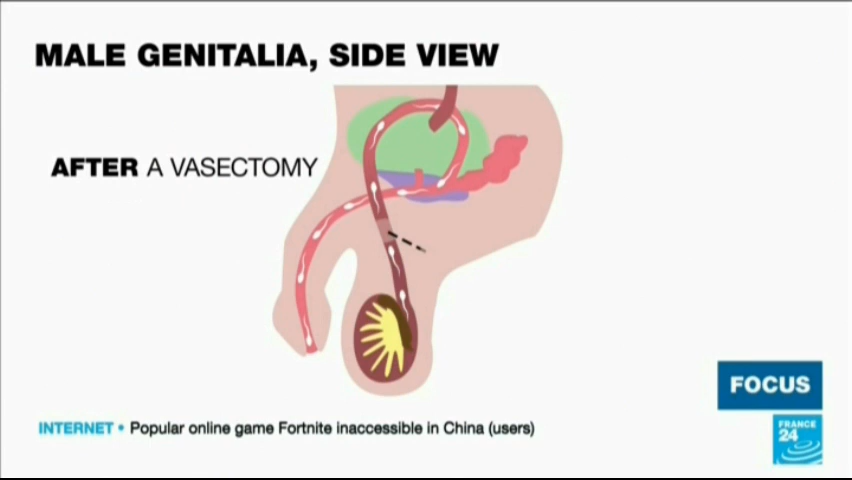 MALE GENITALIA, SIDE VIEW
AFTER A VASECTOMY
FOCUS
FRANCE
24
INTERNET • Popular online game Fortnite inaccessible in China (users)